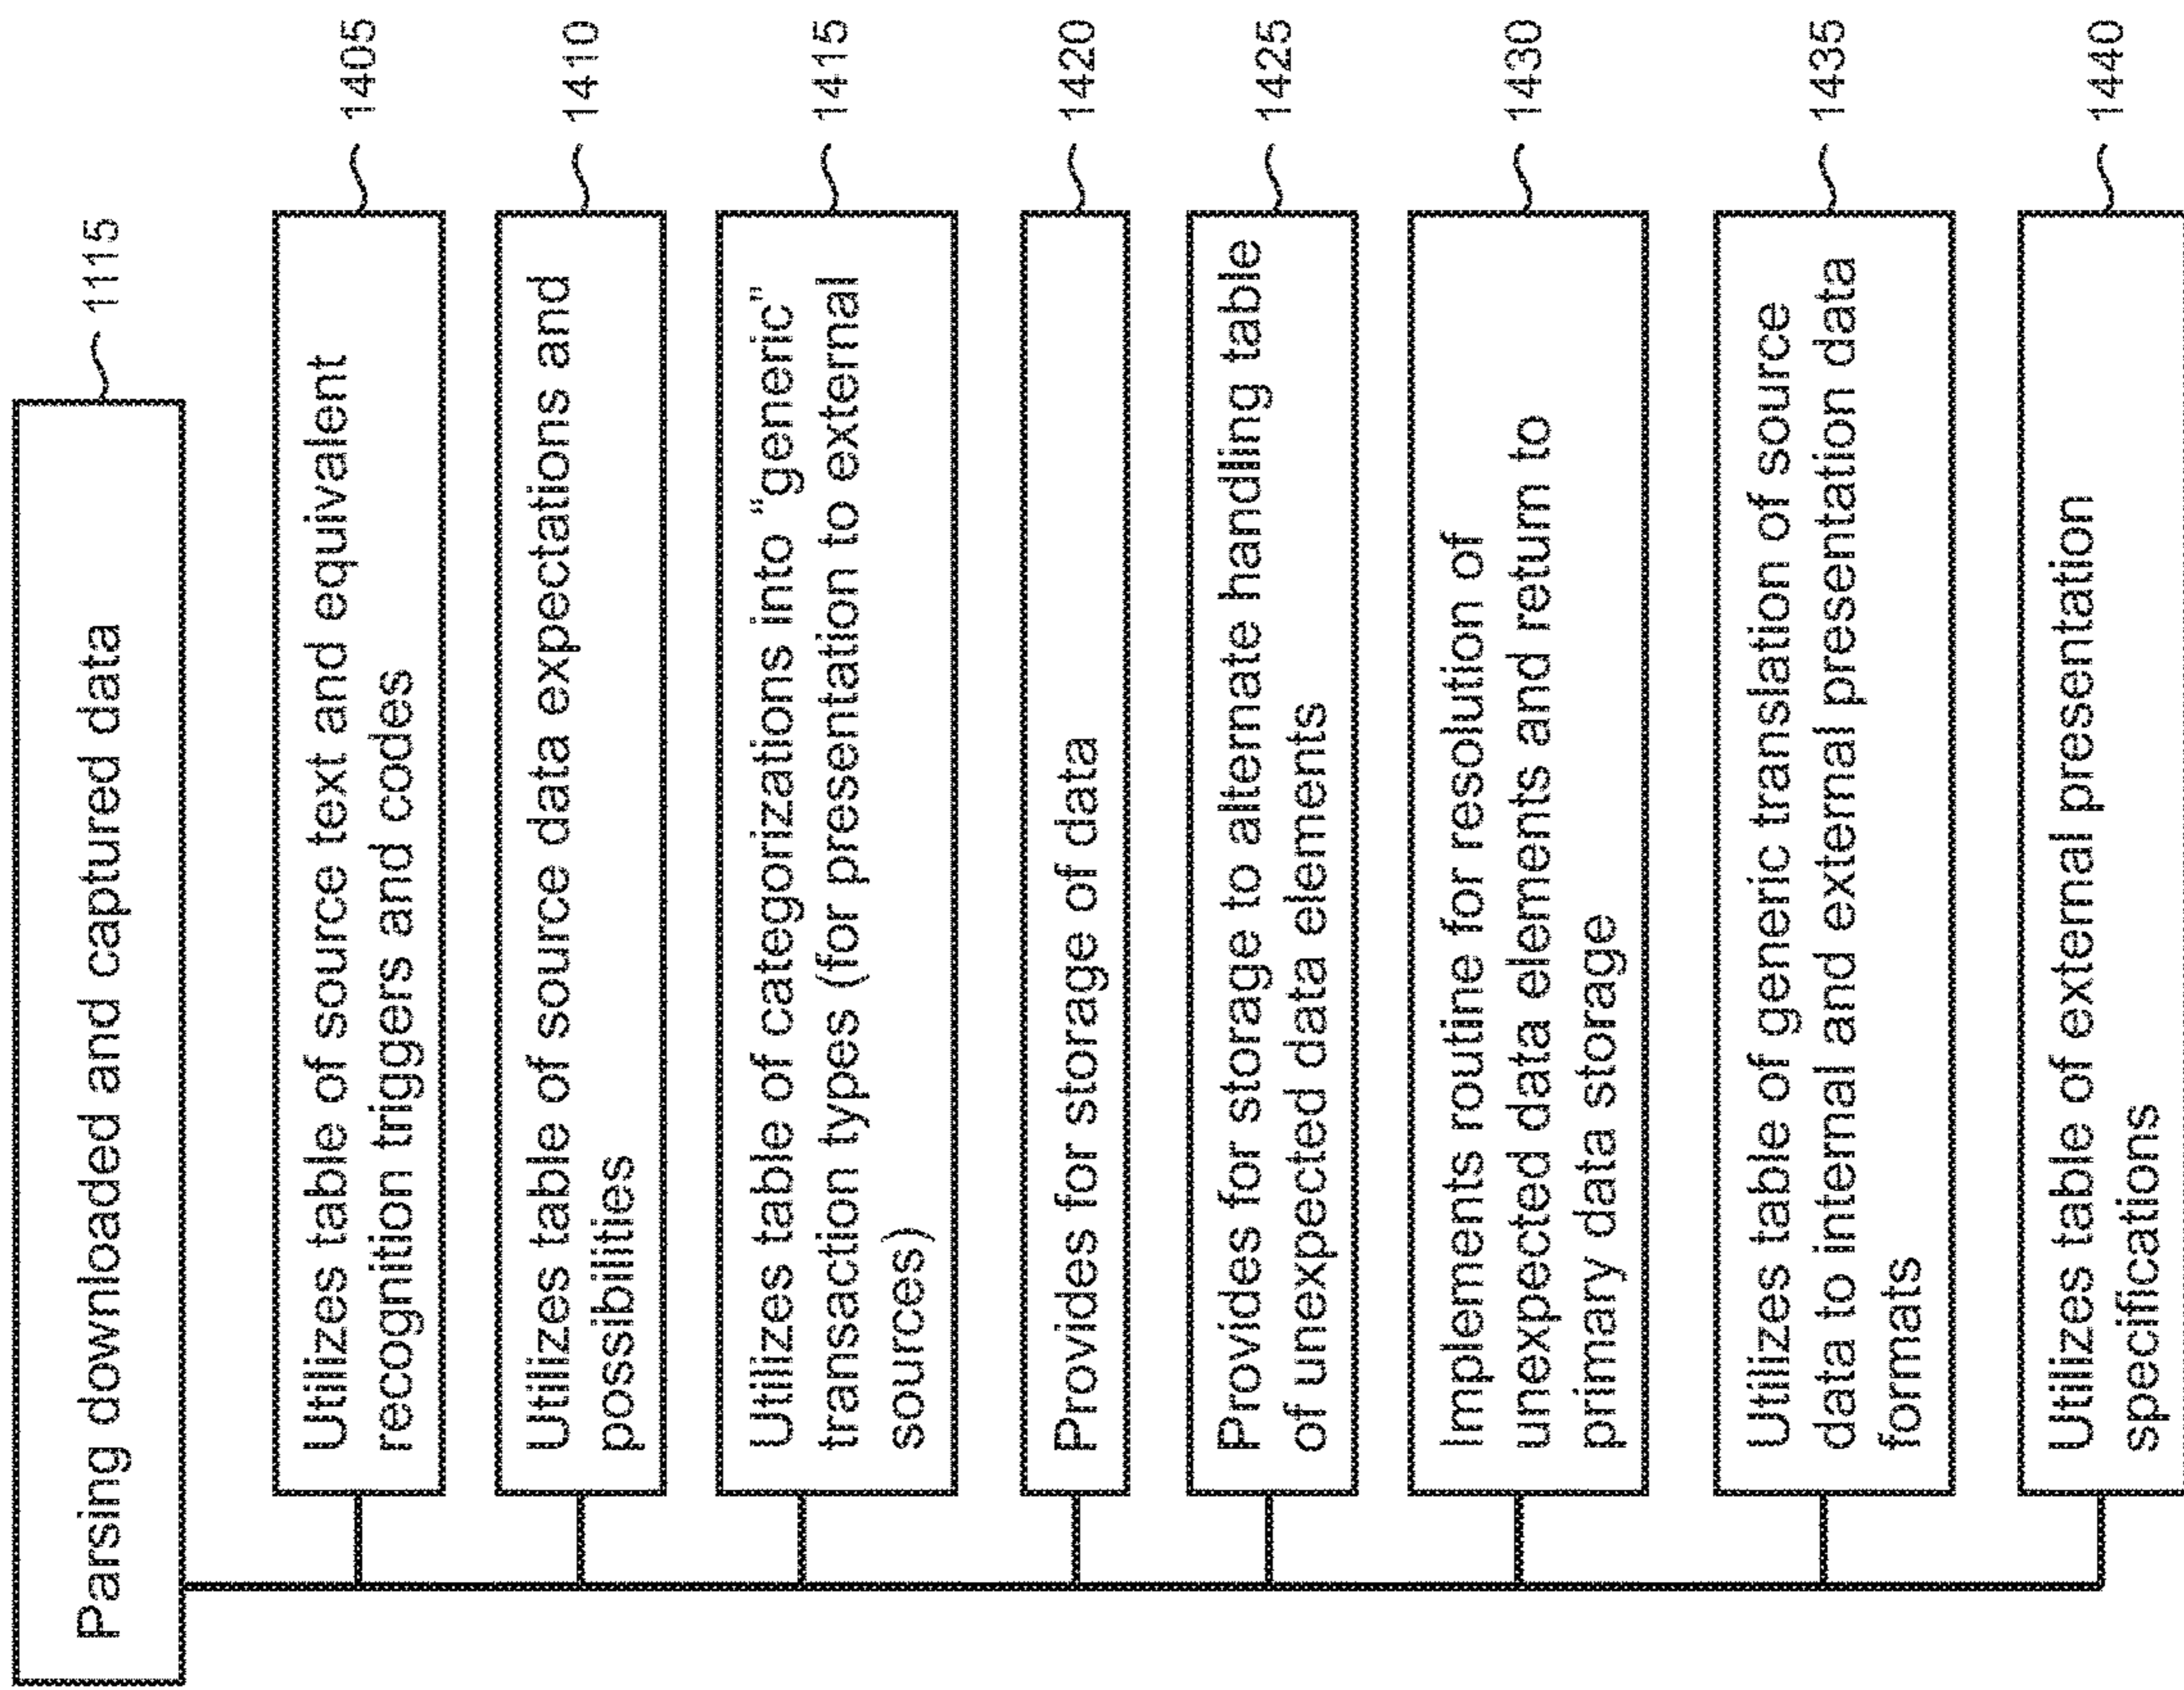 Parsing downloaded and captured data
1115
Utilizes table of source text and equivalent
recognition triggers and codes
1405
Utilizes table of source data expectations and
possibilities
1410
Utilizes table of categorizations into "generic"
transaction types (for presentation to external
sources)
1415
Provides for storage of data
1420
Provides for storage to alternate handling table
of unexpected data elements
1425
Implements routine for resolution of
unexpected data elements and return to
primary data storage
1430
Utilizes table of generic translation of source
data to internal and external presentation data
formats
1435
Utilizes table of external presentation
specifications
1440